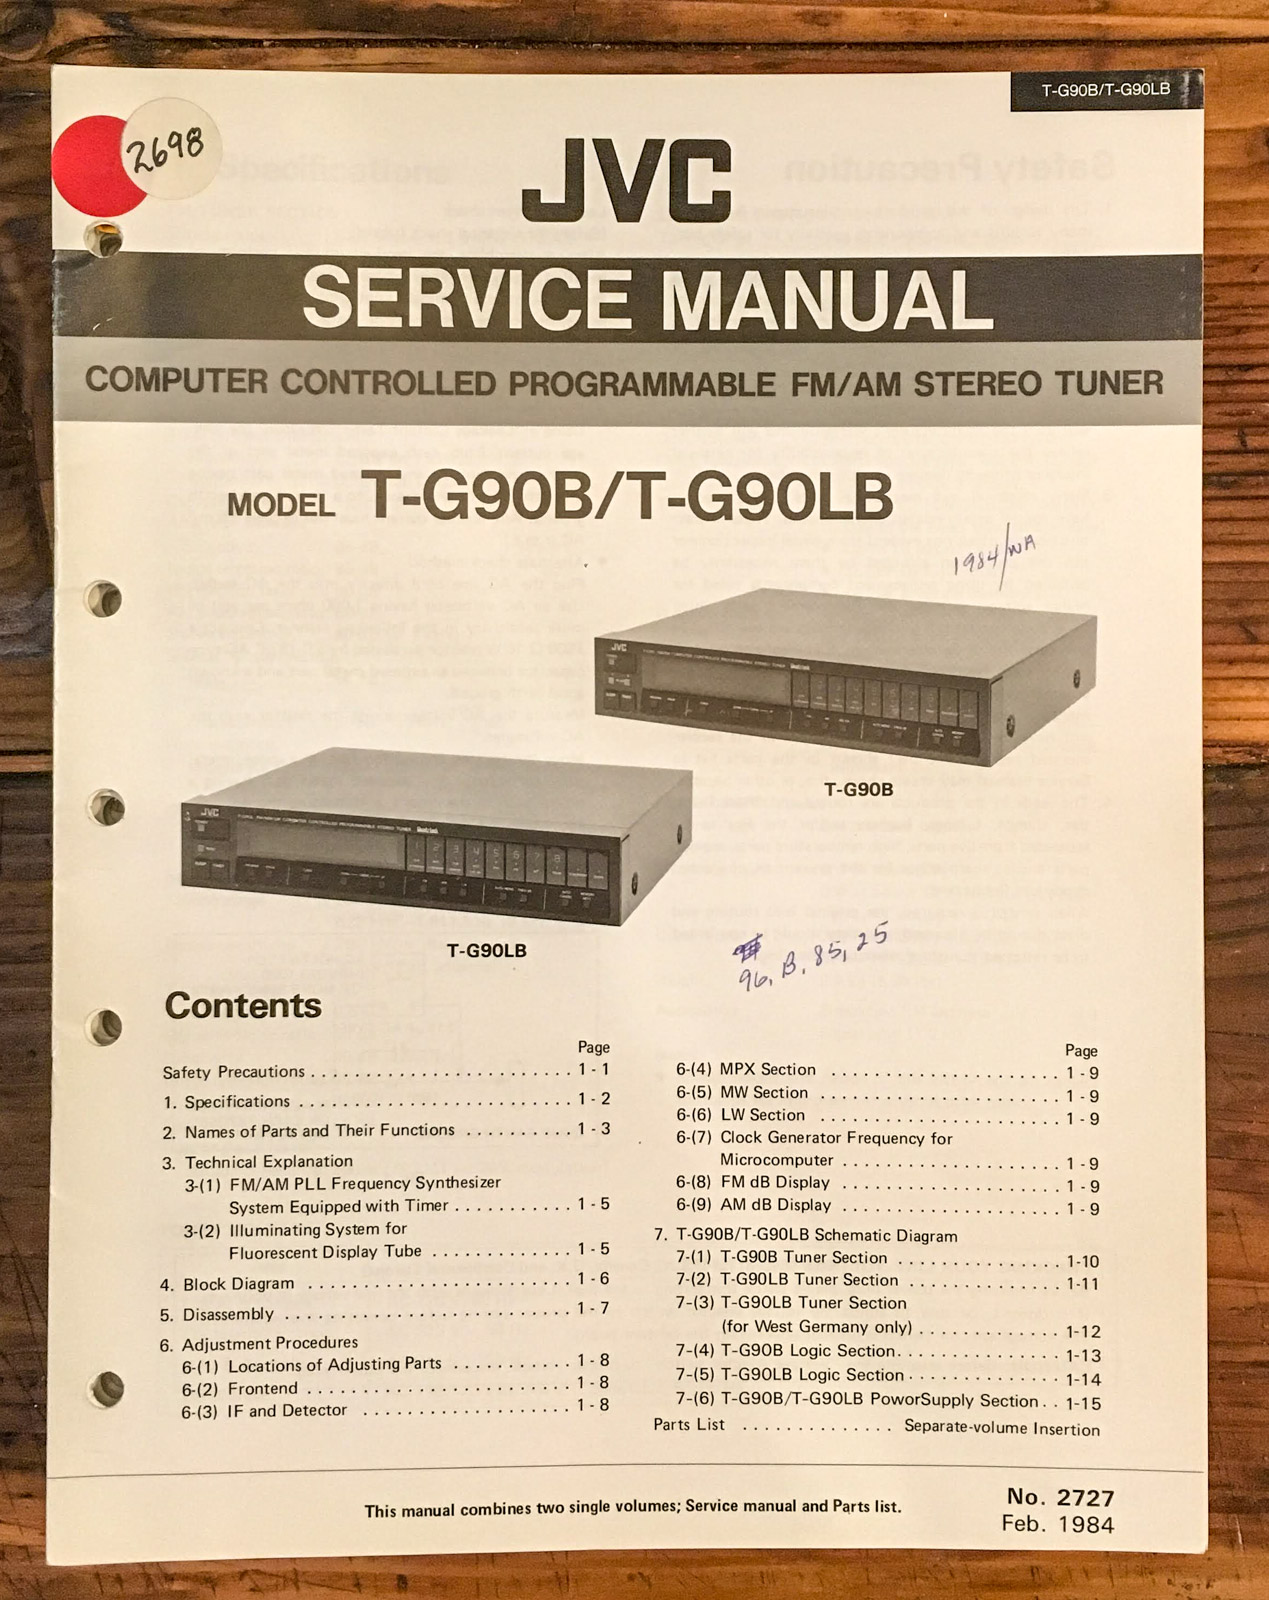 T-G90B/T-G90LB
2698
JVC
SERVICE MANUAL
COMPUTER CONTROLLED PROGRAMMABLE FM/AM STEREO TUNER
MODEL T-G90B/T-G90LB
1984/WA
JVC
T-G90B
JVC
1 2 3 4 5 6 7 8
T-G90LB
96, B, 85, 25
Contents
Page
Safety Precautions . . . . . . . . . . . . . . . . . . . . . . . . 1 - 1
1. Specifications . . . . . . . . . . . . . . . . . . . . . . . . . 1 - 2
2. Names of Parts and Their Functions . . . . . . . . . . 1 - 3
3. Technical Explanation
3-(1) FM/AM PLL Frequency Synthesizer
System Equipped with Timer . . . . . . . . . . . 1 - 5
3-(2) Illuminating System for
Fluorescent Display Tube . . . . . . . . . . . . . 1 - 5
4. Block Diagram . . . . . . . . . . . . . . . . . . . . . . . . 1 - 6
5. Disassembly . . . . . . . . . . . . . . . . . . . . . . . . . . 1 - 7
6. Adjustment Procedures
6-(1) Locations of Adjusting Parts . . . . . . . . . . . 1 - 8
6-(2) Frontend . . . . . . . . . . . . . . . . . . . . . . . . 1 - 8
6-(3) IF and Detector . . . . . . . . . . . . . . . . . . . 1 - 8
Page
6-(4) MPX Section . . . . . . . . . . . . . . . . . . . . . 1 - 9
6-(5) MW Section . . . . . . . . . . . . . . . . . . . . . . 1 - 9
6-(6) LW Section . . . . . . . . . . . . . . . . . . . . . . 1 - 9
6-(7) Clock Generator Frequency for
Microcomputer . . . . . . . . . . . . . . . . . . . . 1 - 9
6-(8) FM dB Display . . . . . . . . . . . . . . . . . . . . 1 - 9
6-(9) AM dB Display . . . . . . . . . . . . . . . . . . . . 1 - 9
7. T-G90B/T-G90LB Schematic Diagram
7-(1) T-G90B Tuner Section . . . . . . . . . . . . . . . 1-10
7-(2) T-G90LB Tuner Section . . . . . . . . . . . . . . 1-11
7-(3) T-G90LB Tuner Section
(for West Germany only) . . . . . . . . . . . . . 1-12
7-(4) T-G90B Logic Section . . . . . . . . . . . . . . . 1-13
7-(5) T-G90LB Logic Section . . . . . . . . . . . . . . 1-14
7-(6) T-G90B/T-G90LB PoworSupply Section . . 1-15
Parts List . . . . . . . . . . . . . . Separate-volume Insertion
This manual combines two single volumes; Service manual and Parts list.
No. 2727
Feb. 1984